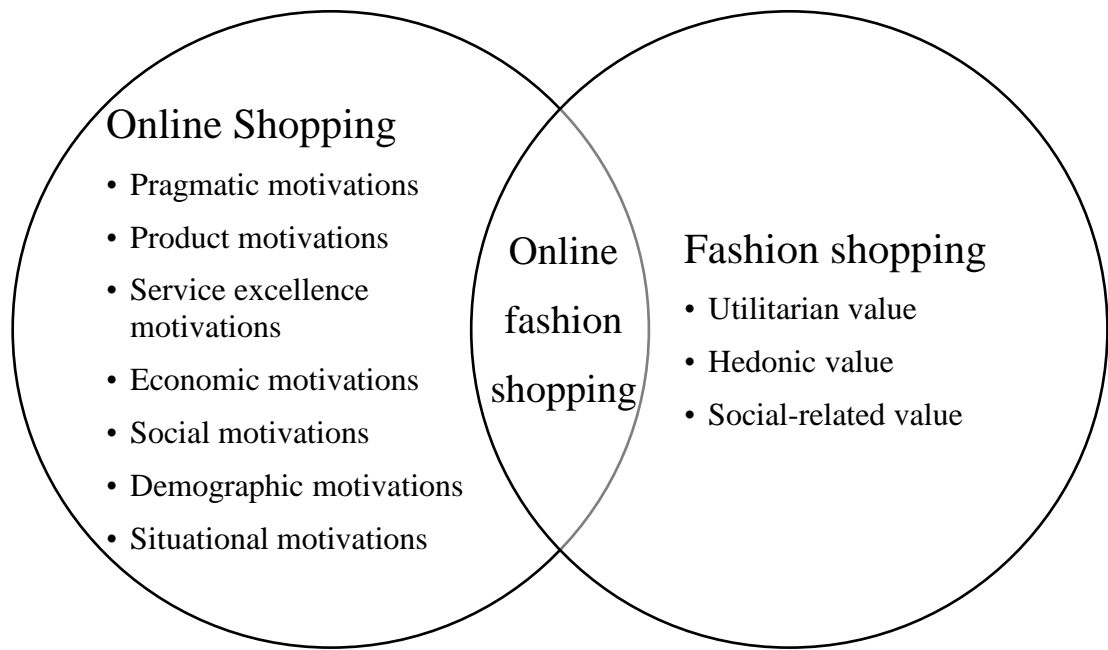 Online Shopping
• Pragmatic motivations
• Product motivations
• Service excellence
motivations
• Economic motivations
• Social motivations
• Demographic motivations
• Situational motivations
Online
fashion
shopping
Fashion shopping
• Utilitarian value
• Hedonic value
• Social-related value